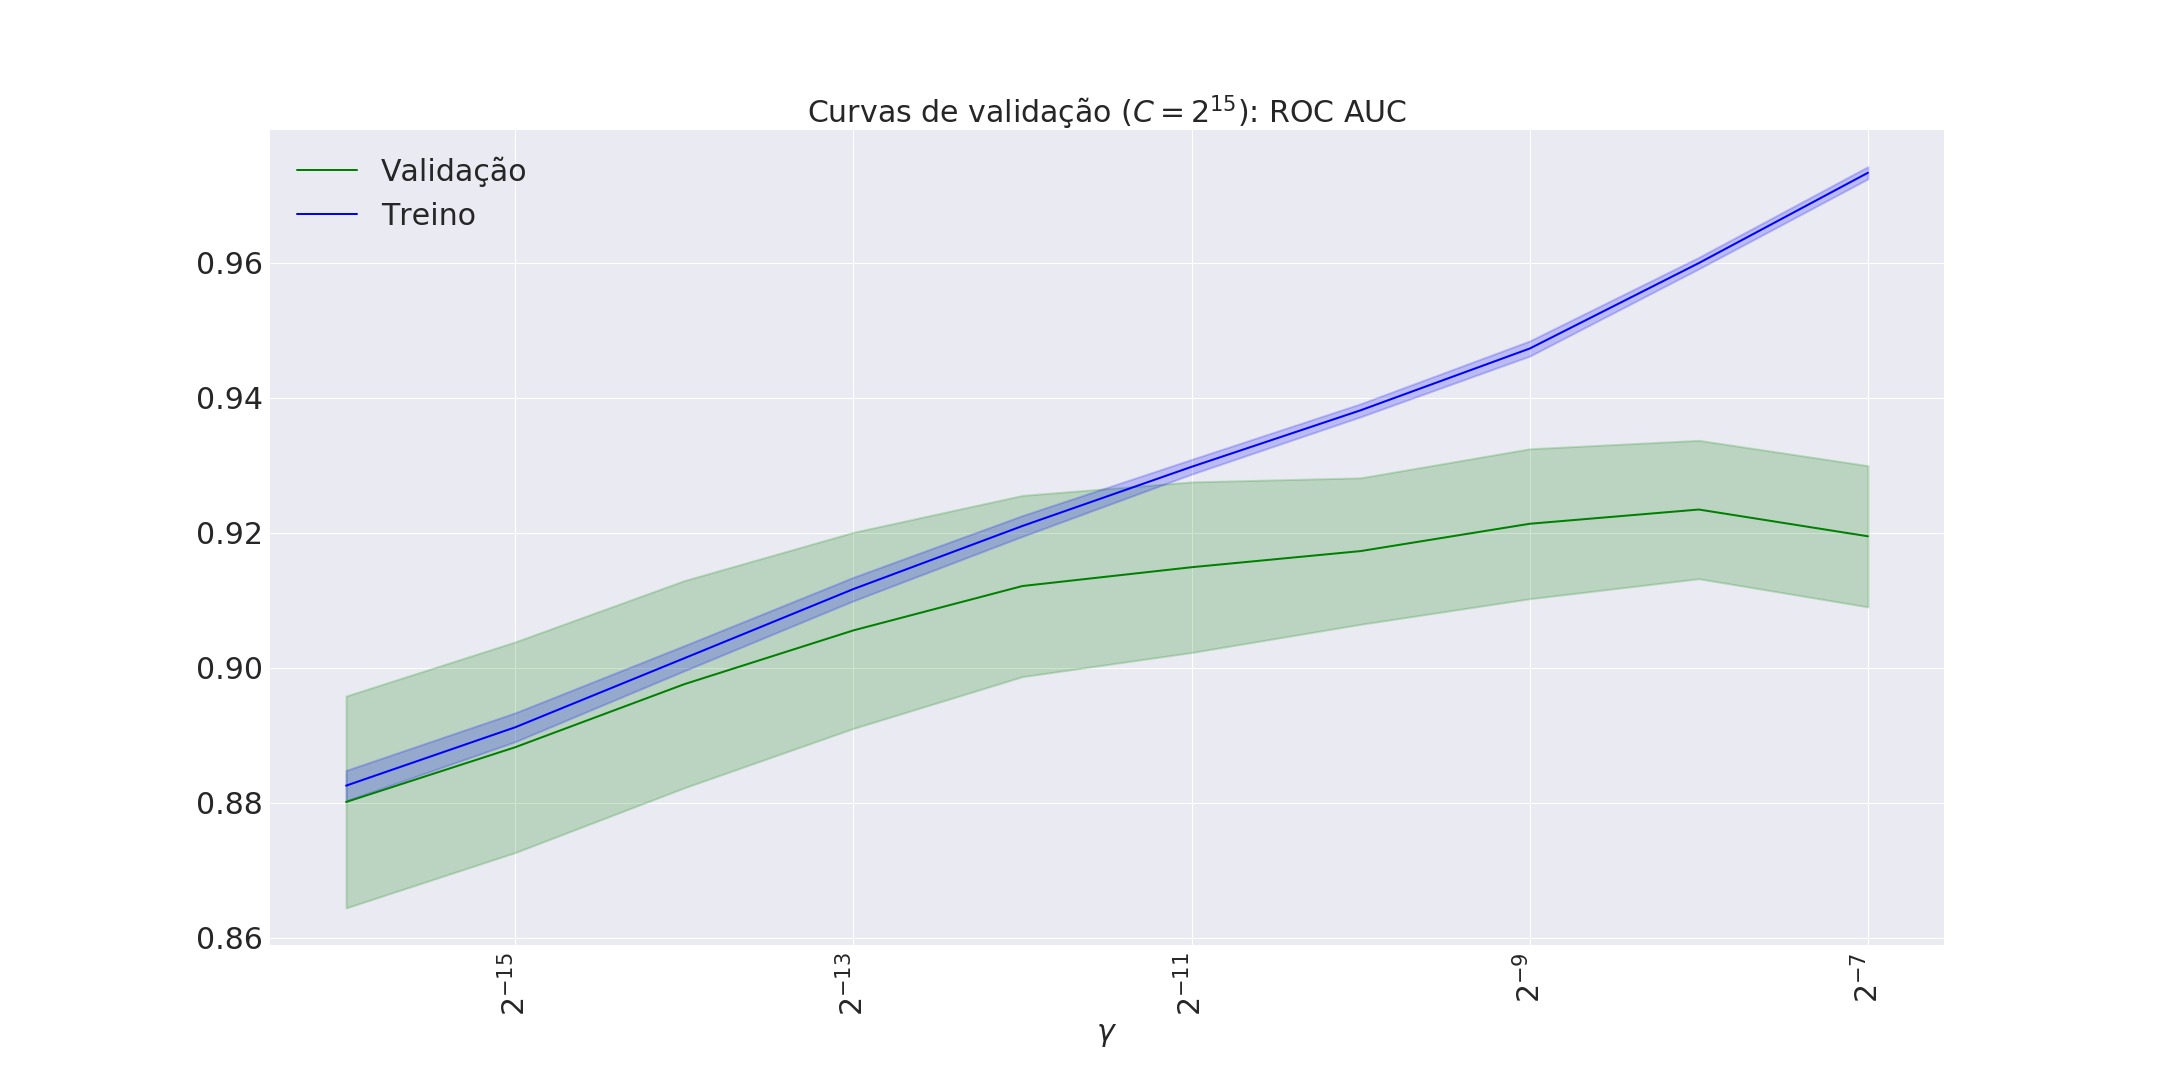 Curvas de validação (C = 2^15): ROC AUC
Validação
Treino
0.96
0.94
0.92
0.90
0.88
0.86
2^−15
2^−13
2^−11
2^−9
2^−7
γ